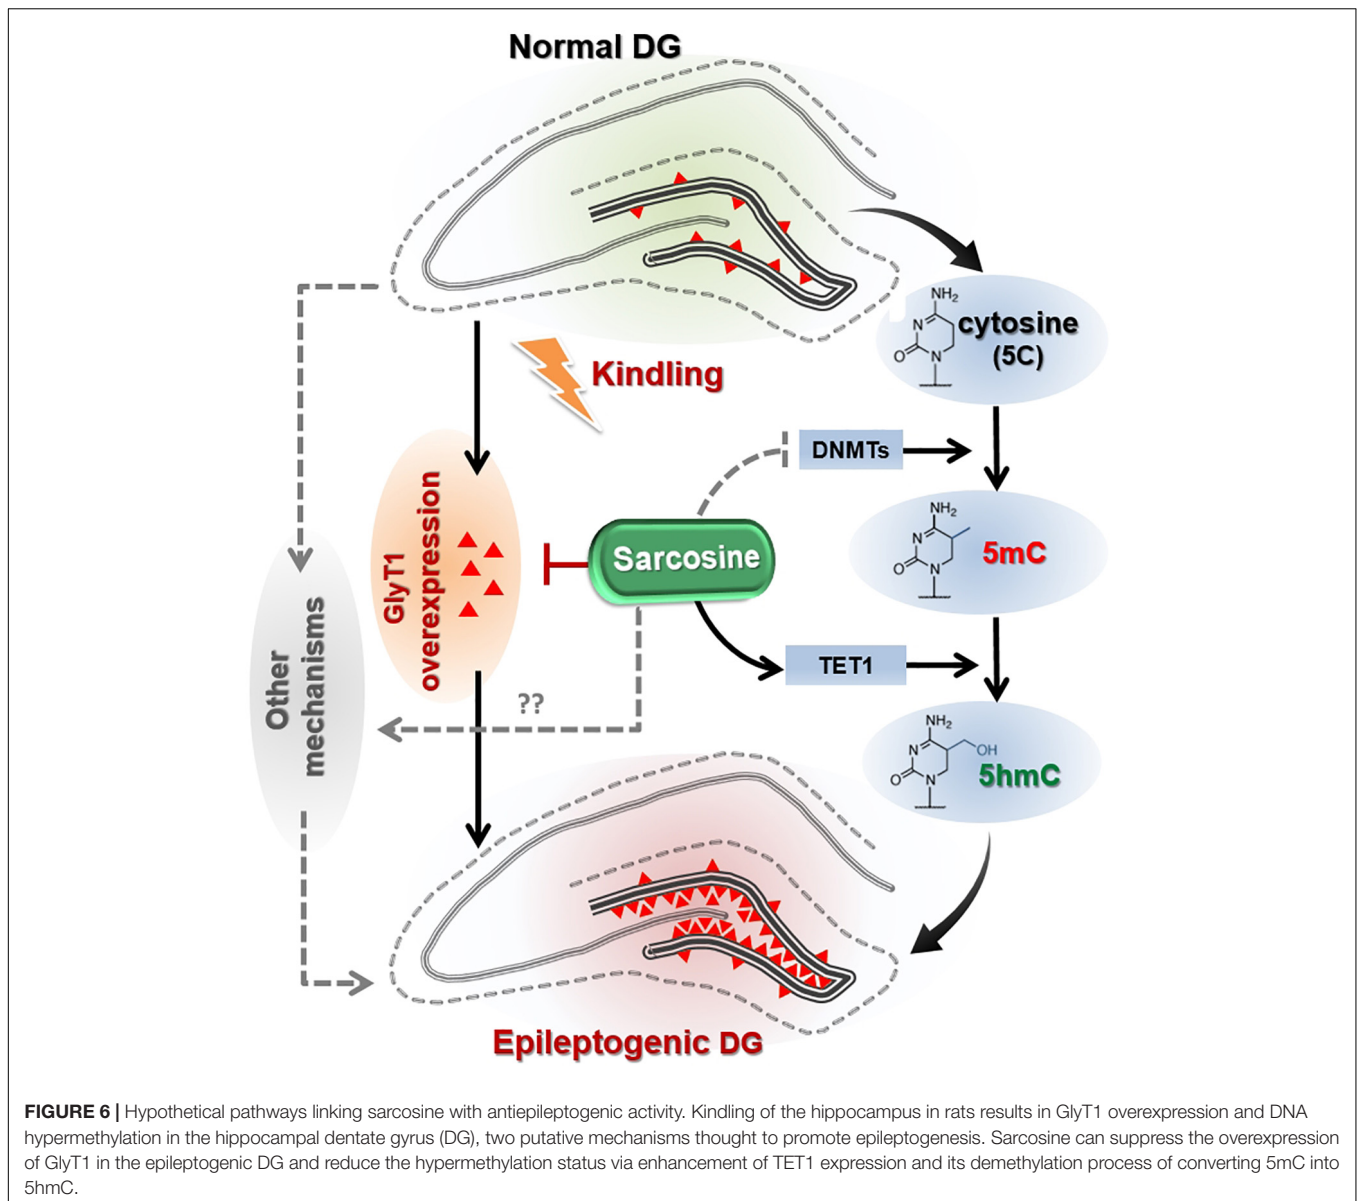 Normal DG
NH2
N
O
N
cytosine
(5C)
Kindling
DNMTs
GlyT1
overexpression
NH2
N
O
N
5mC
Sarcosine
TET1
Other
mechanisms
??
NH2
N
O
N
OH
5hmC
Epileptogenic DG
FIGURE 6 | Hypothetical pathways linking sarcosine with antiepileptogenic activity. Kindling of the hippocampus in rats results in GlyT1 overexpression and DNA
hypermethylation in the hippocampal dentate gyrus (DG), two putative mechanisms thought to promote epileptogenesis. Sarcosine can suppress the overexpression
of GlyT1 in the epileptogenic DG and reduce the hypermethylation status via enhancement of TET1 expression and its demethylation process of converting 5mC into
5hmC.